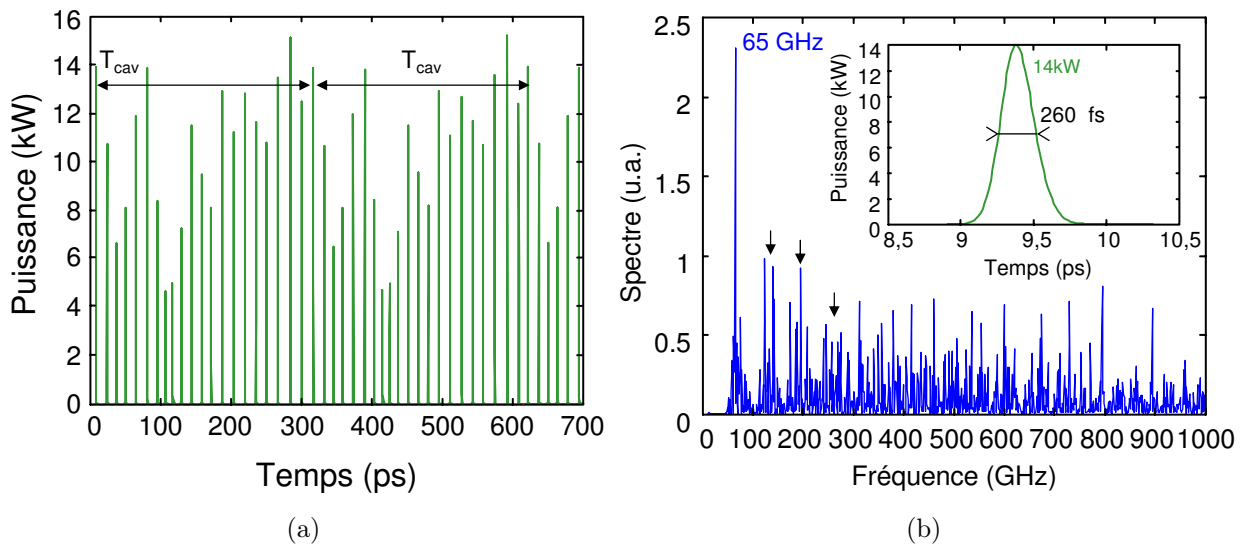 Puissance (kW)
16
14
12
10
8
6
4
2
0
T_cav
T_cav
0 100 200 300 400 500 600 700
Temps (ps)
(a)
Spectre (u.a.)
2.5
2
1.5
1
0.5
0
65 GHz
Puissance (kW)
14
12
10
8
6
4
2
0
14kW
260 fs
8,5 9 9,5 10 10,5
Temps (ps)
0 100 200 300 400 500 600 700 800 900 1000
Fréquence (GHz)
(b)